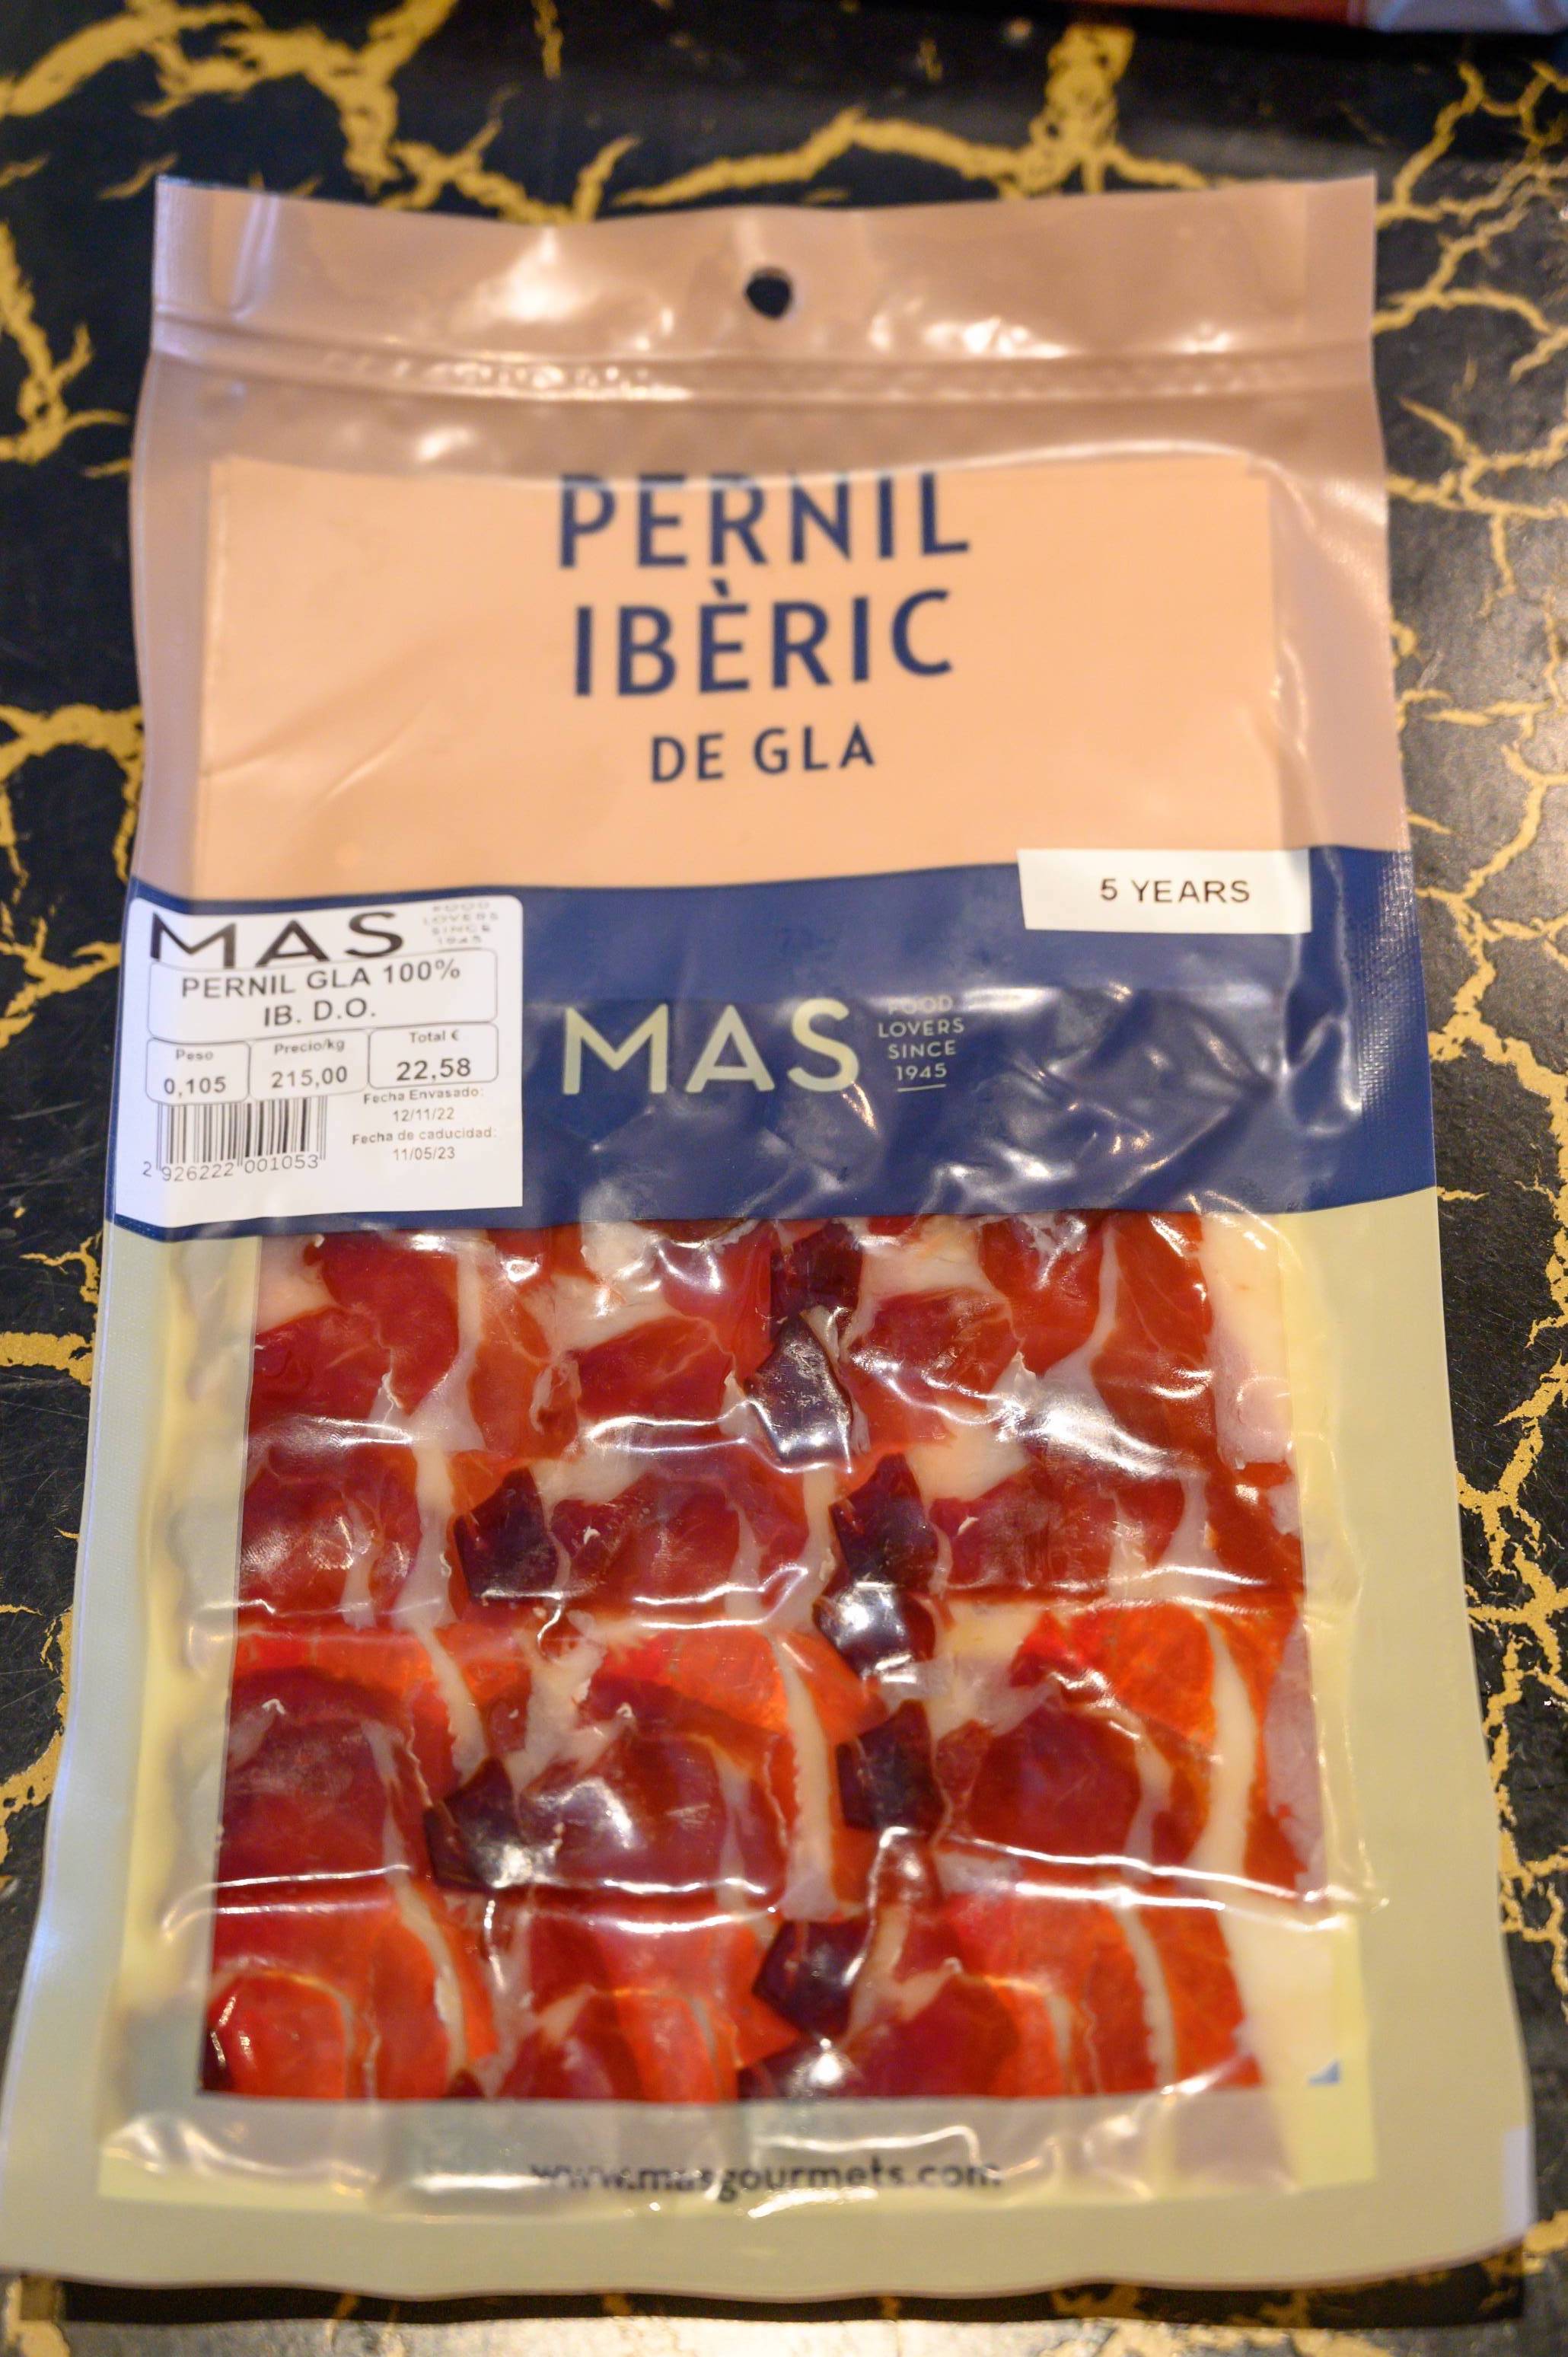 PERNIL
IBÈRIC
DE GLA
5 YEARS
MAS FOOD
LOVERS
SINCE
1945
PERNIL GLA 100%
IB. D.O.
Peso Precio/kg Total €
0,105 215,00 22,58
Fecha Envasado:
12/11/22
Fecha de caducidad:
11/05/23
2 926222 001053
MAS FOOD
LOVERS
SINCE
1945
www.masgourmets.com